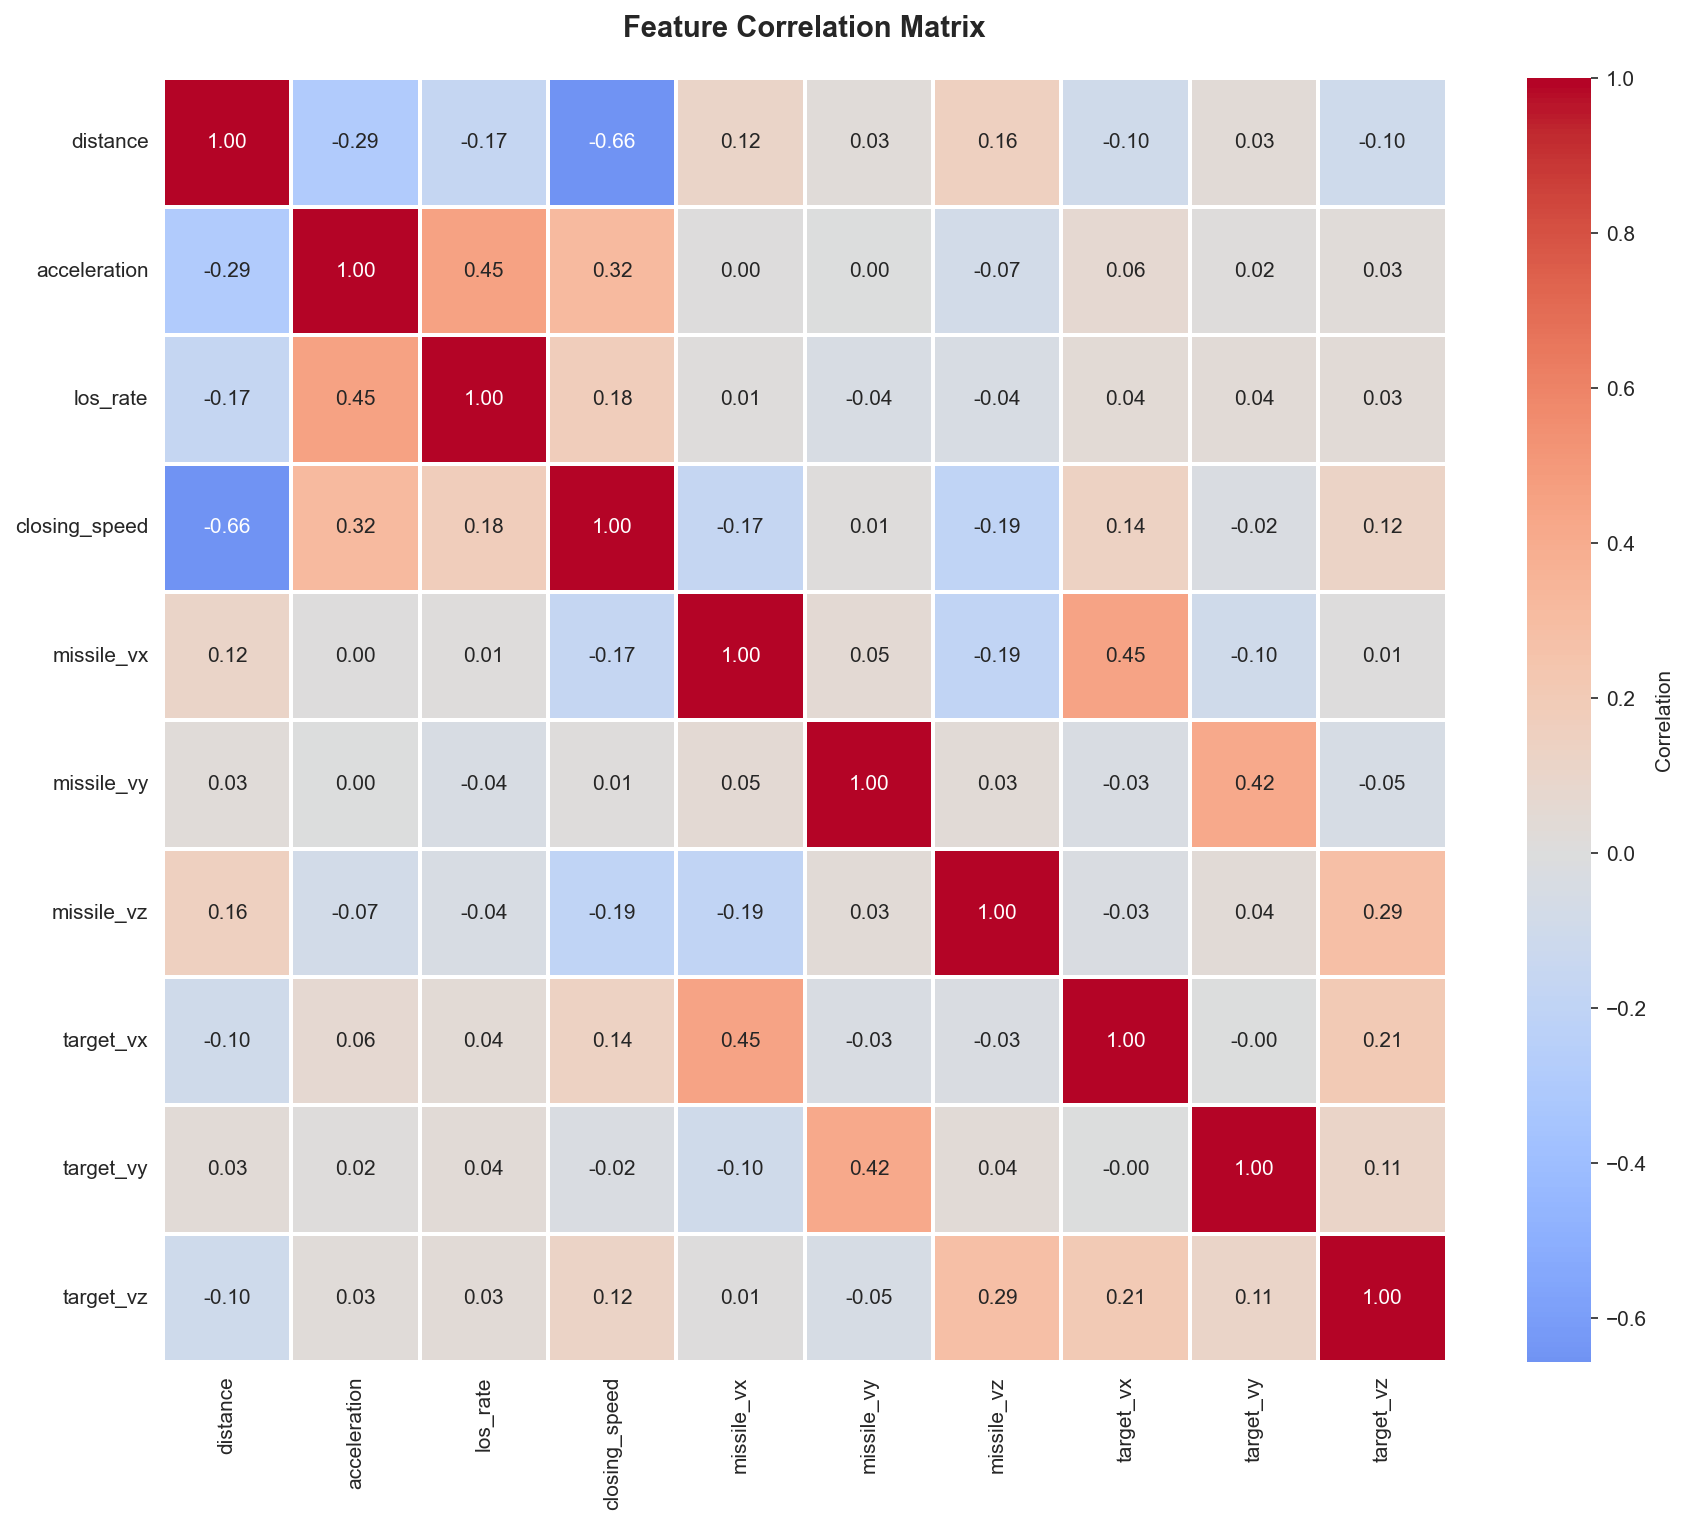 Feature Correlation Matrix
distance 1.00 -0.29 -0.17 -0.66 0.12 0.03 0.16 -0.10 0.03 -0.10
acceleration -0.29 1.00 0.45 0.32 0.00 0.00 -0.07 0.06 0.02 0.03
los_rate -0.17 0.45 1.00 0.18 0.01 -0.04 -0.04 0.04 0.04 0.03
closing_speed -0.66 0.32 0.18 1.00 -0.17 0.01 -0.19 0.14 -0.02 0.12
missile_vx 0.12 0.00 0.01 -0.17 1.00 0.05 -0.19 0.45 -0.10 0.01
missile_vy 0.03 0.00 -0.04 0.01 0.05 1.00 0.03 -0.03 0.42 -0.05
missile_vz 0.16 -0.07 -0.04 -0.19 -0.19 0.03 1.00 -0.03 0.04 0.29
target_vx -0.10 0.06 0.04 0.14 0.45 -0.03 -0.03 1.00 -0.00 0.21
target_vy 0.03 0.02 0.04 -0.02 -0.10 0.42 0.04 -0.00 1.00 0.11
target_vz -0.10 0.03 0.03 0.12 0.01 -0.05 0.29 0.21 0.11 1.00
distance acceleration los_rate closing_speed missile_vx missile_vy missile_vz target_vx target_vy target_vz
1.0
0.8
0.6
0.4
0.2
0.0
−0.2
−0.4
−0.6
Correlation